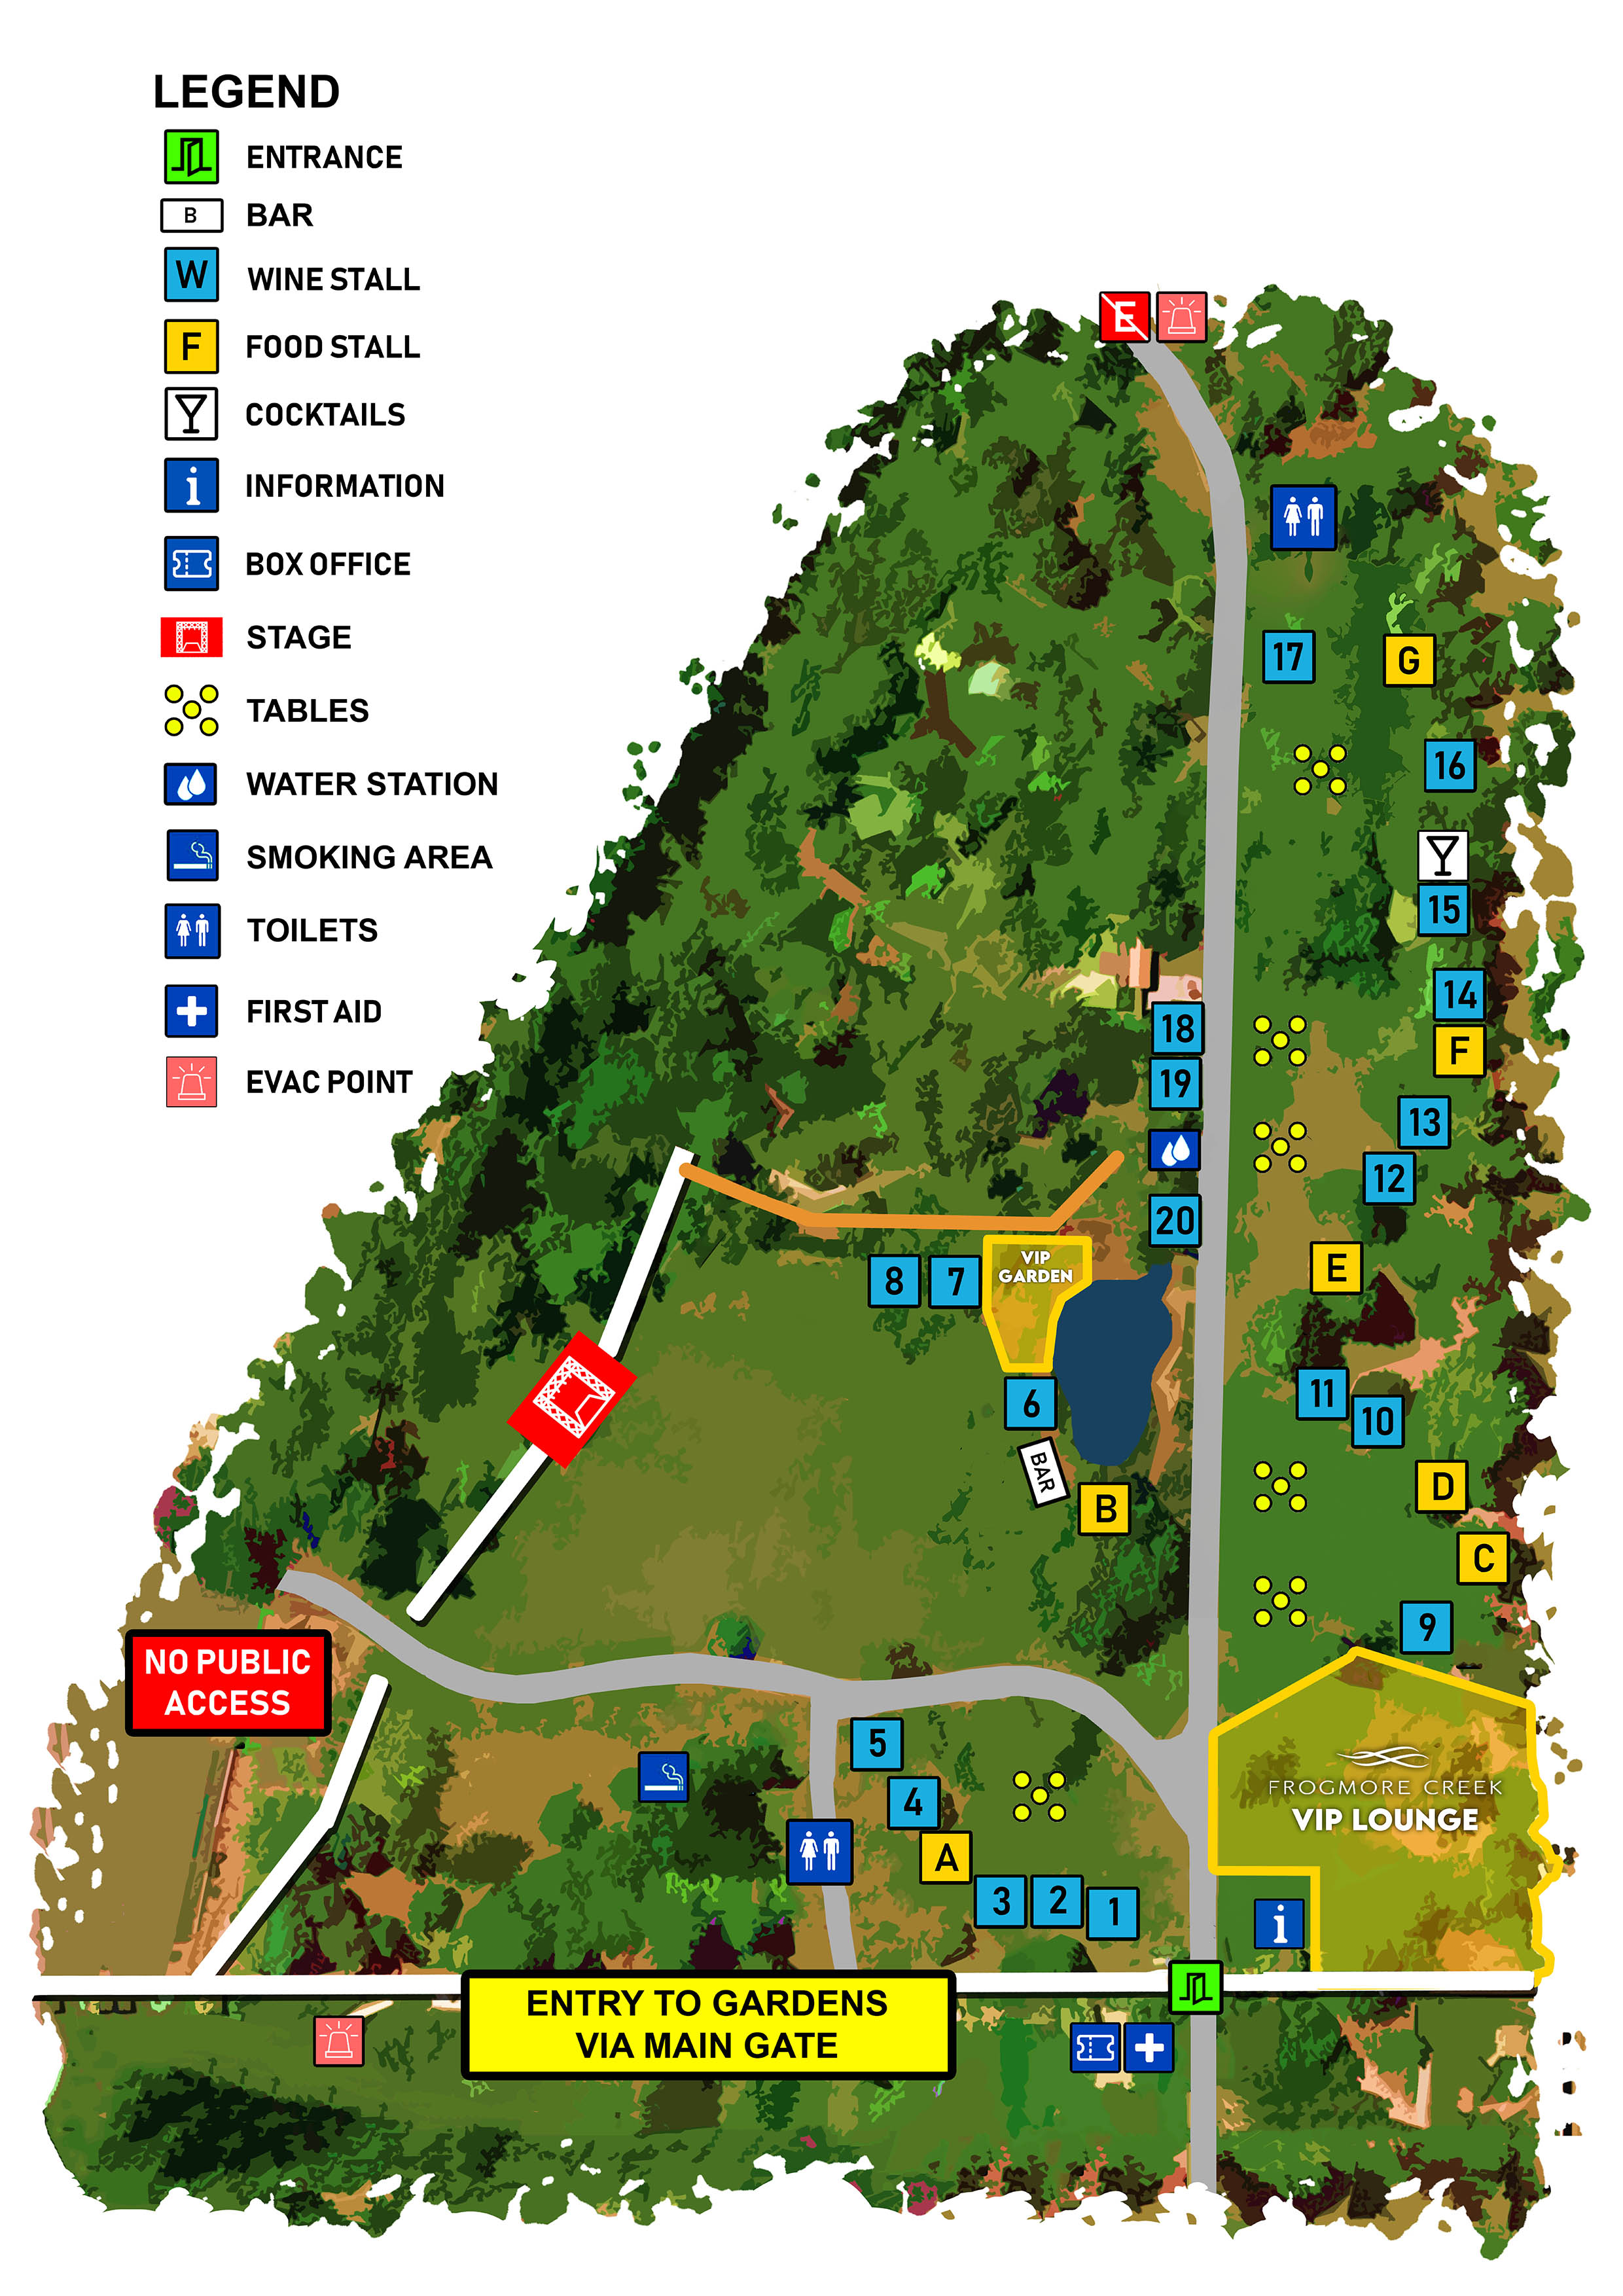 LEGEND
ENTRANCE
B BAR
W WINE STALL
F FOOD STALL
COCKTAILS
i INFORMATION
BOX OFFICE
STAGE
TABLES
WATER STATION
SMOKING AREA
TOILETS
FIRST AID
EVAC POINT
E
17
G
16
15
14
18
F
19
13
12
20
E
VIP
GARDEN
8
7
11
6
10
BAR
D
B
C
9
NO PUBLIC
ACCESS
5
FROGMORE CREEK
VIP LOUNGE
4
A
3
2
1
i
ENTRY TO GARDENS
VIA MAIN GATE